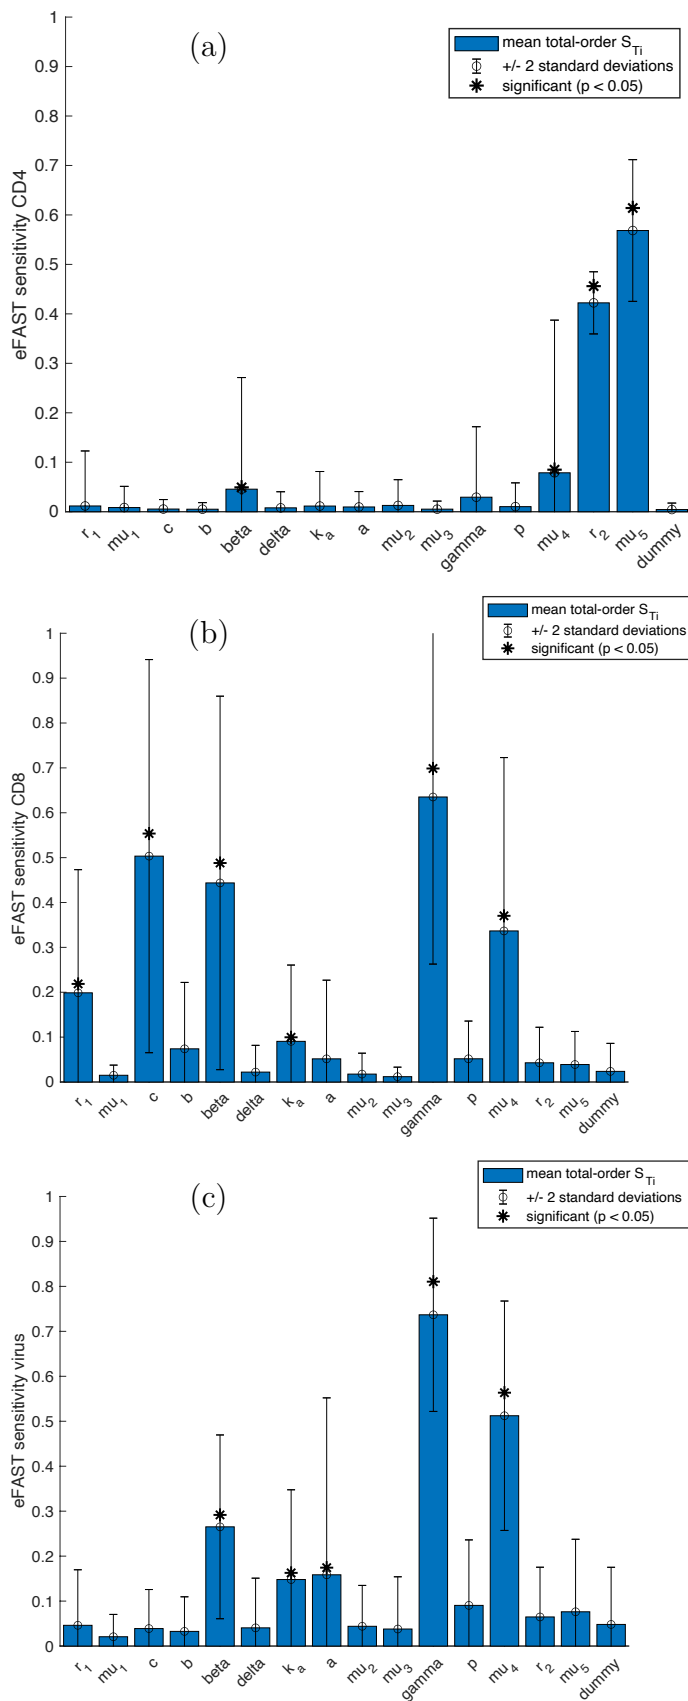 (a)
mean total-order S_Ti
+/- 2 standard deviations
significant (p < 0.05)
eFAST sensitivity CD4
1
0.9
0.8
0.7
0.6
0.5
0.4
0.3
0.2
0.1
0
r_1 mu_1 c b beta delta k_a a mu_2 mu_3 gamma p mu_4 r_2 mu_5 dummy
(b)
mean total-order S_Ti
+/- 2 standard deviations
significant (p < 0.05)
eFAST sensitivity CD8
1
0.9
0.8
0.7
0.6
0.5
0.4
0.3
0.2
0.1
0
r_1 mu_1 c b beta delta k_a a mu_2 mu_3 gamma p mu_4 r_2 mu_5 dummy
(c)
mean total-order S_Ti
+/- 2 standard deviations
significant (p < 0.05)
eFAST sensitivity virus
1
0.9
0.8
0.7
0.6
0.5
0.4
0.3
0.2
0.1
0
r_1 mu_1 c b beta delta k_a a mu_2 mu_3 gamma p mu_4 r_2 mu_5 dummy